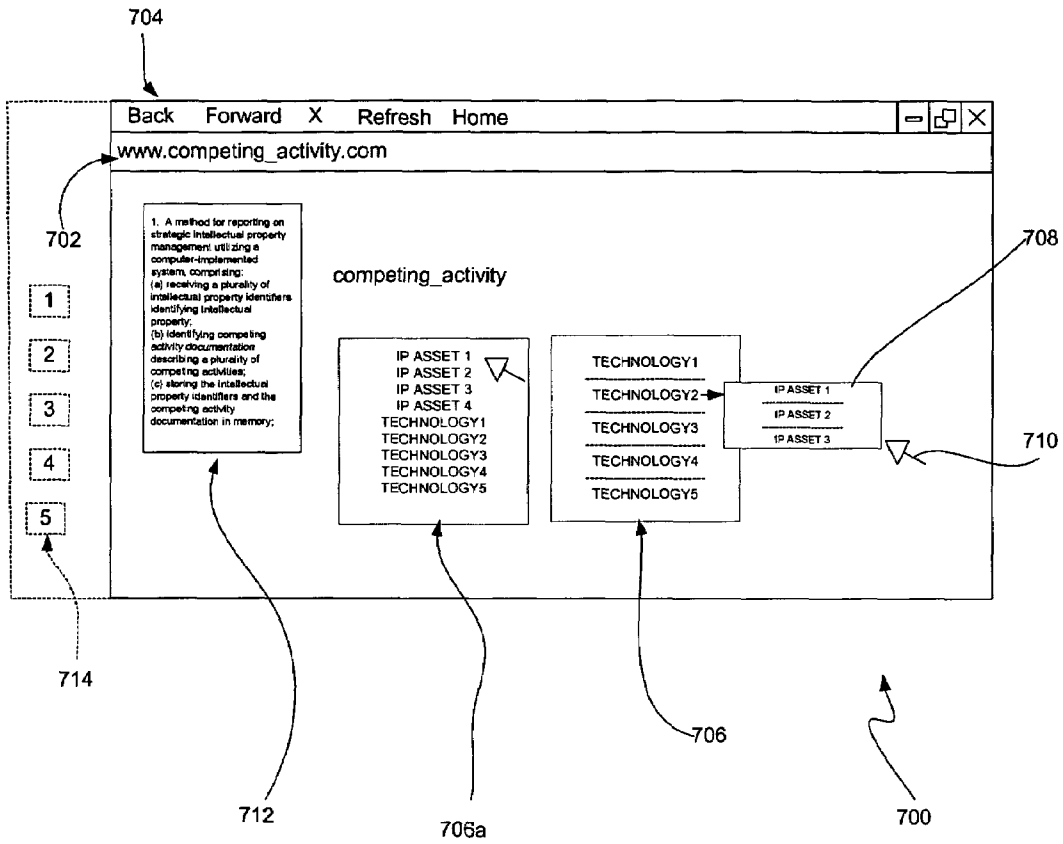 704
Back Forward X Refresh Home
www.competing_activity.com
702
708
1. A method for reporting on
strategic intellectual property
management utilizing a
computer-implemented
system, comprising:
(a) receiving a plurality of
intellectual property identifiers
identifying intellectual
property;
(b) identifying competing
activity documentation
describing a plurality of
competing activities;
(c) storing the intellectual
property identifiers and the
competing activity
documentation in memory;
competing_activity
1
2
3
4
5
IP ASSET 1
IP ASSET 2
IP ASSET 3
IP ASSET 4
TECHNOLOGY1
TECHNOLOGY2
TECHNOLOGY3
TECHNOLOGY4
TECHNOLOGY5
TECHNOLOGY1
TECHNOLOGY2
TECHNOLOGY3
TECHNOLOGY4
TECHNOLOGY5
IP ASSET 1
IP ASSET 2
IP ASSET 3
710
714
706
712
706a
700